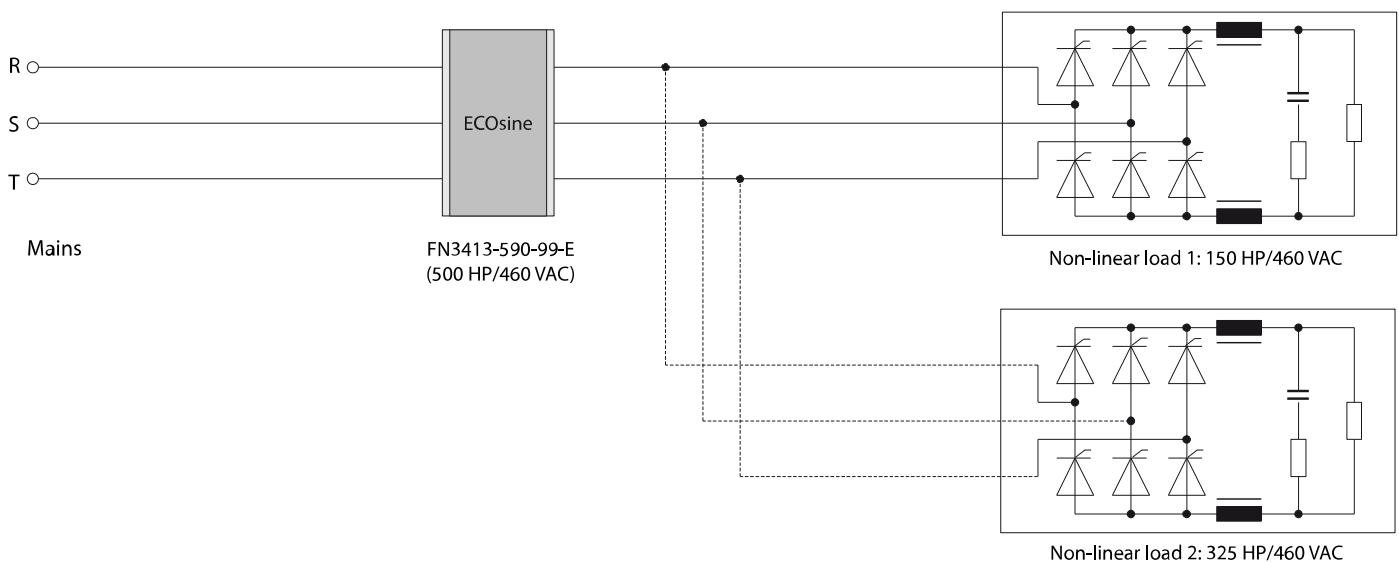 R
S
T
Mains
ECOsine
FN3413-590-99-E
(500 HP/460 VAC)
Non-linear load 1: 150 HP/460 VAC
Non-linear load 2: 325 HP/460 VAC